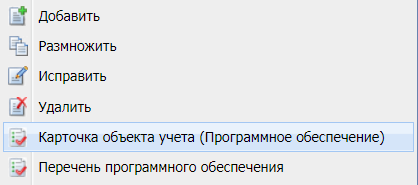 Добавить
Размножить
Исправить
Удалить
Карточка объекта учета (Программное обеспечение)
Перечень программного обеспечения